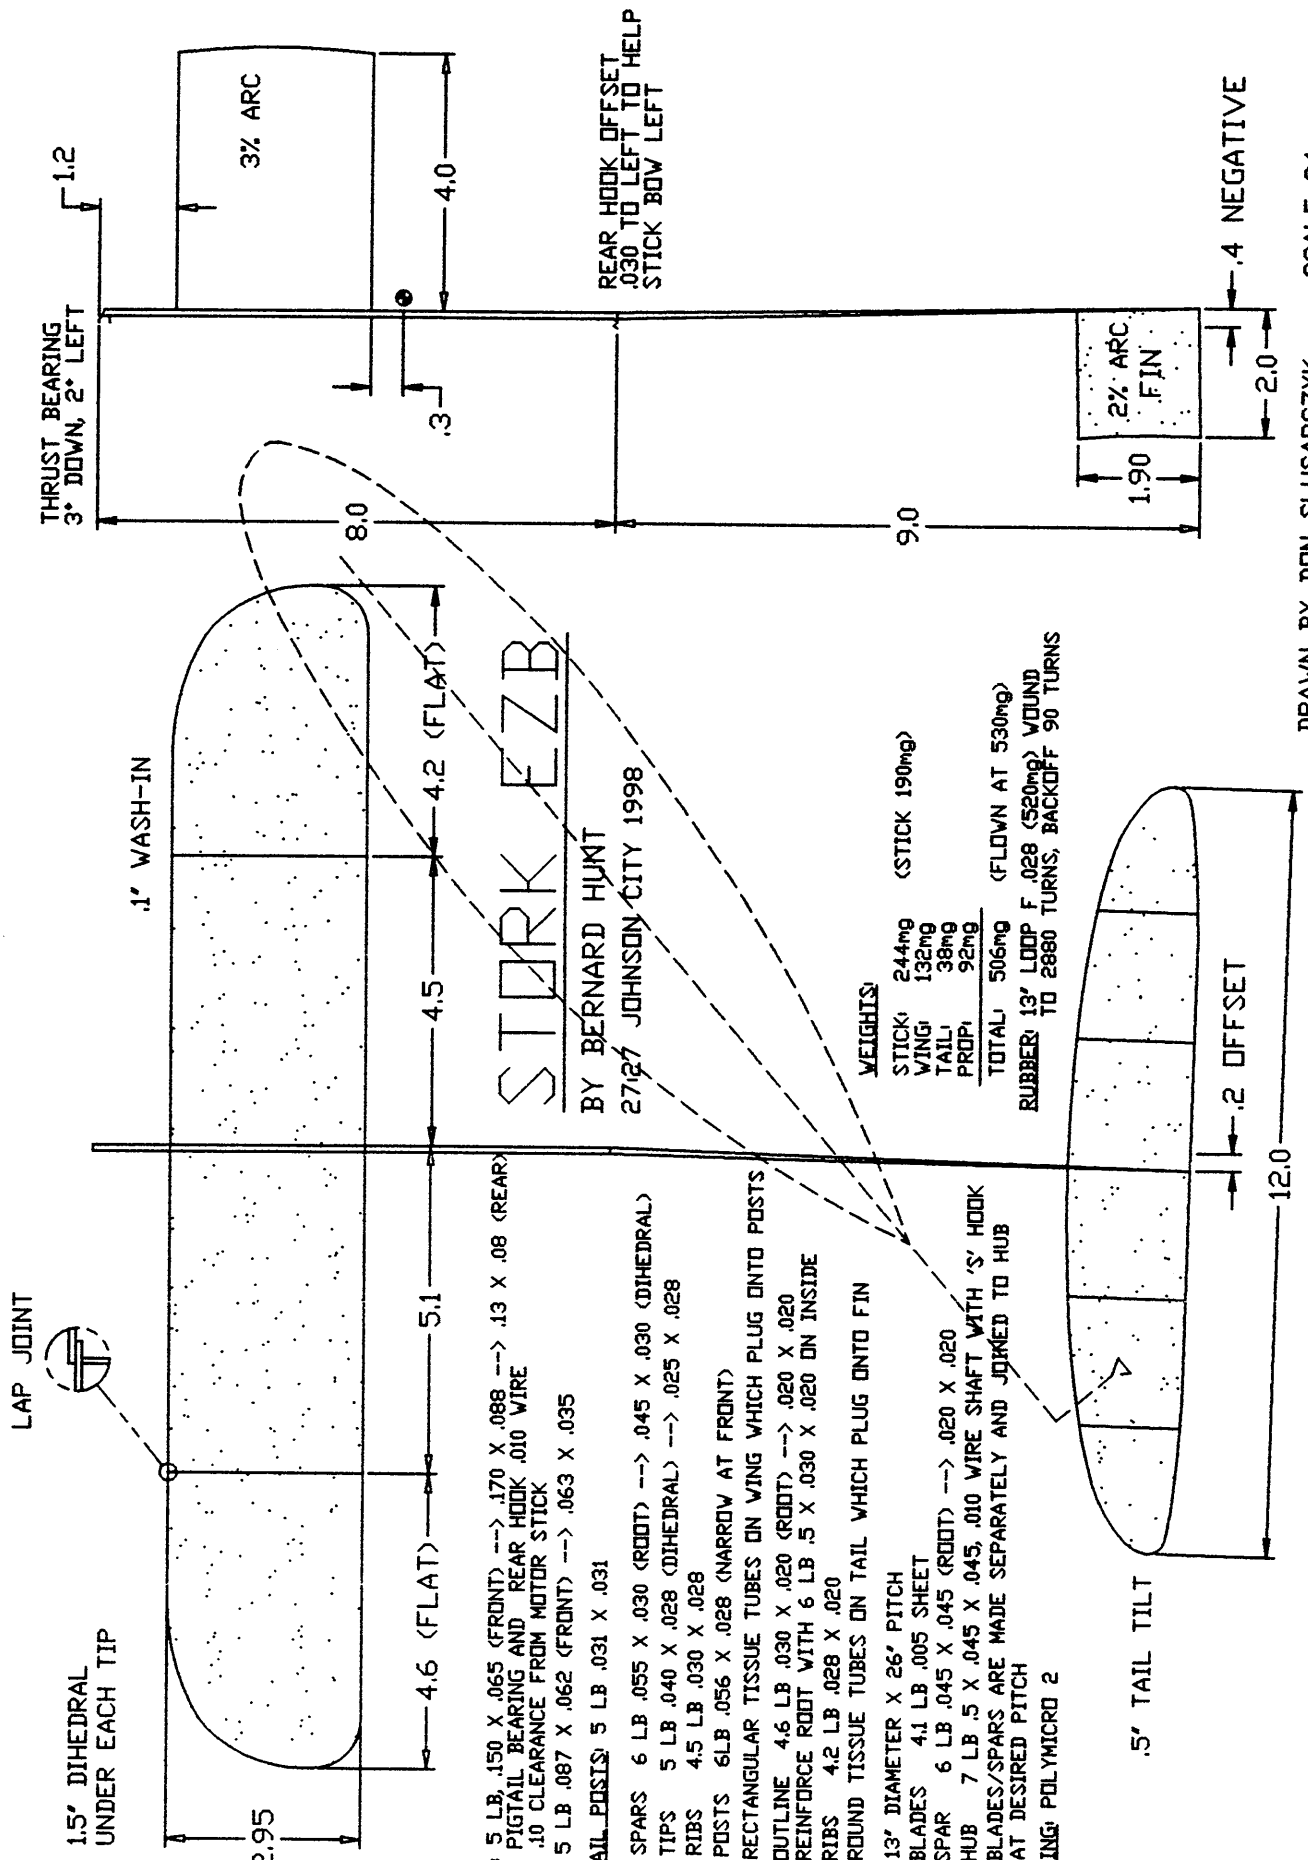 LAP JOINT
1.5" DIHEDRAL
UNDER EACH TIP
.1" WASH-IN
THRUST BEARING
3° DOWN, 2° LEFT
1.2
3% ARC
4.0
.3
8.0
9.0
REAR HOOK OFFSET
.030 TO LEFT TO HELP
STICK BOW LEFT
2% ARC
FIN
1.90
2.0
.4 NEGATIVE
2.95
4.6 (FLAT)
5.1
4.5
4.2 (FLAT)
STORK EZB
BY BERNARD HUNT
27:27 JOHNSON CITY 1998
WEIGHTS:
STICK: 244mg (STICK 190mg)
WING: 132mg
TAIL: 38mg
PROP: 92mg
TOTAL: 506mg (FLOWN AT 530mg)
RUBBER: 13" LOOP F .028 (520mg) WOUND
TO 2880 TURNS, BACKOFF 90 TURNS
5 LB, .150 X .065 (FRONT) --> .170 X .088 --> .13 X .08 (REAR)
PIGTAIL BEARING AND REAR HOOK .010 WIRE
.10 CLEARANCE FROM MOTOR STICK
5 LB .087 X .062 (FRONT) --> .063 X .035
AIL POSTS: 5 LB .031 X .031
SPARS 6 LB .055 X .030 (ROOT) --> .045 X .030 (DIHEDRAL)
TIPS 5 LB .040 X .028 (DIHEDRAL) --> .025 X .028
RIBS 4.5 LB .030 X .028
POSTS 6LB .056 X .028 (NARROW AT FRONT)
RECTANGULAR TISSUE TUBES ON WING WHICH PLUG ONTO POSTS
OUTLINE 4.6 LB .030 X .020 (ROOT) --> .020 X .020
REINFORCE ROOT WITH 6 LB .5 X .030 X .020 ON INSIDE
RIBS 4.2 LB .028 X .020
ROUND TISSUE TUBES ON TAIL WHICH PLUG ONTO FIN
13" DIAMETER X 26" PITCH
BLADES 4.1 LB .005 SHEET
SPAR 6 LB .045 X .045 (ROOT) --> .020 X .020
HUB 7 LB .5 X .045 X .045, .010 WIRE SHAFT WITH 'S' HOOK
BLADES/SPARS ARE MADE SEPARATELY AND JOINED TO HUB
AT DESIRED PITCH
ING: POLYMICRO 2
.5" TAIL TILT
.2 OFFSET
12.0
DRAWN BY DON SLUSARCZYK